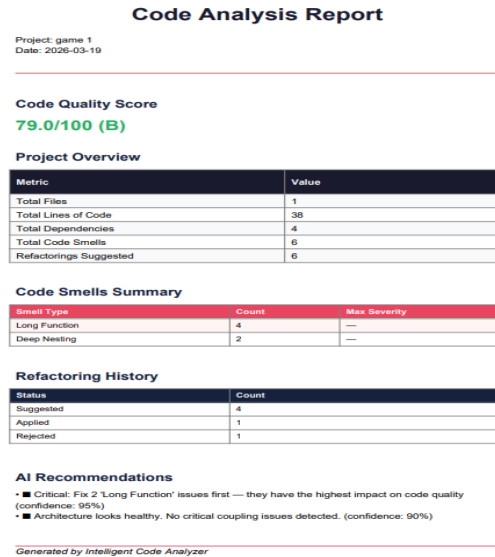 Code Analysis Report
Project: game 1
Date: 2026-03-19
Code Quality Score
79.0/100 (B)
Project Overview
Metric Value
Total Files 1
Total Lines of Code 38
Total Dependencies 4
Total Code Smells 6
Refactorings Suggested 6
Code Smells Summary
Smell Type Count Max Severity
Long Function 4 —
Deep Nesting 2 —
Refactoring History
Status Count
Suggested 4
Applied 1
Rejected 1
AI Recommendations
• ■ Critical: Fix 2 'Long Function' issues first — they have the highest impact on code quality
(confidence: 95%)
• ■ Architecture looks healthy. No critical coupling issues detected. (confidence: 90%)
Generated by Intelligent Code Analyzer